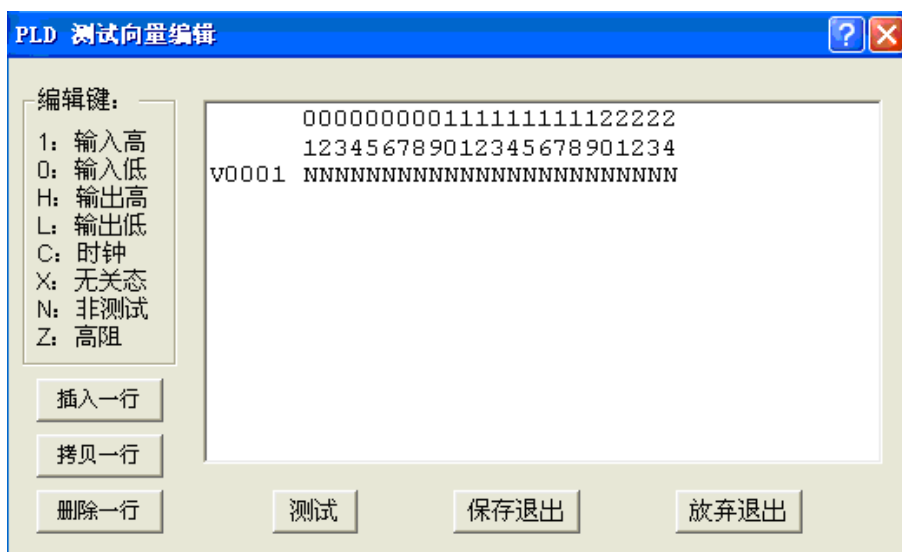 PLD 测试向量编辑
编辑键：
1：输入高
0：输入低
H：输出高
L：输出低
C：时钟
X：无关态
N：非测试
Z：高阻
000000000111111111122222
123456789012345678901234
V0001 NNNNNNNNNNNNNNNNNNNNNNNN
插入一行
拷贝一行
删除一行
测试
保存退出
放弃退出